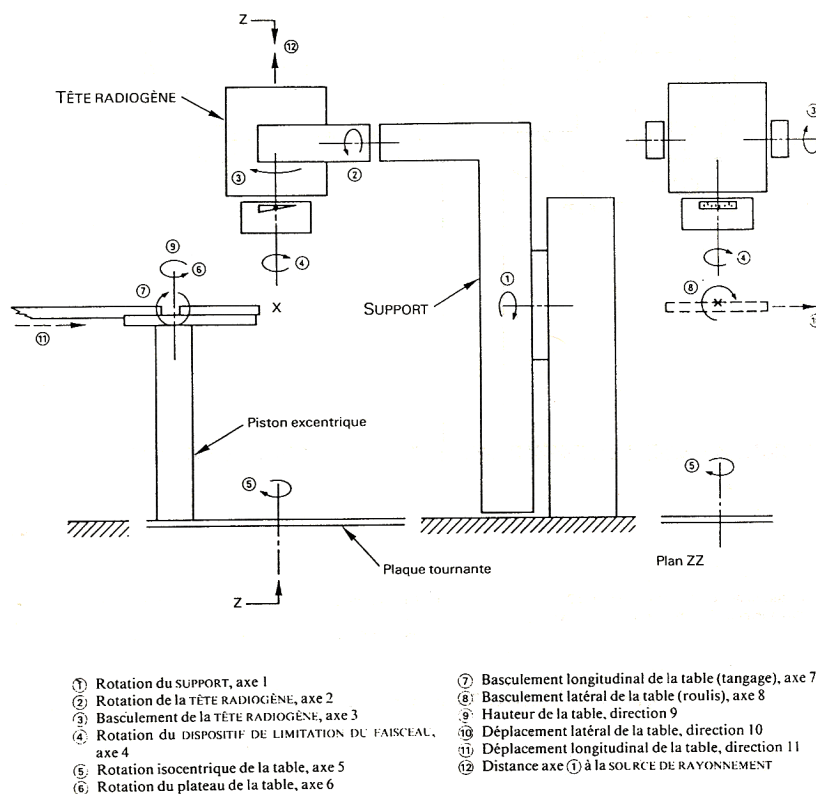 Z
⑫
TÊTE RADIOGÈNE
③
②
③
④
④
⑨
⑥
⑦
①
⑧
X
SUPPORT
⑪
Piston excentrique
⑤
⑤
Plaque tournante
Plan ZZ
Z
① Rotation du SUPPORT, axe 1
② Rotation de la TÊTE RADIOGÈNE, axe 2
③ Basculement de la TÊTE RADIOGÈNE, axe 3
④ Rotation du DISPOSITIF DE LIMITATION DU FAISCEAU,
axe 4
⑤ Rotation isocentrique de la table, axe 5
⑥ Rotation du plateau de la table, axe 6
⑦ Basculement longitudinal de la table (tangage), axe 7
⑧ Basculement latéral de la table (roulis), axe 8
⑨ Hauteur de la table, direction 9
⑩ Déplacement latéral de la table, direction 10
⑪ Déplacement longitudinal de la table, direction 11
⑫ Distance axe ① à la SOURCE DE RAYONNEMENT